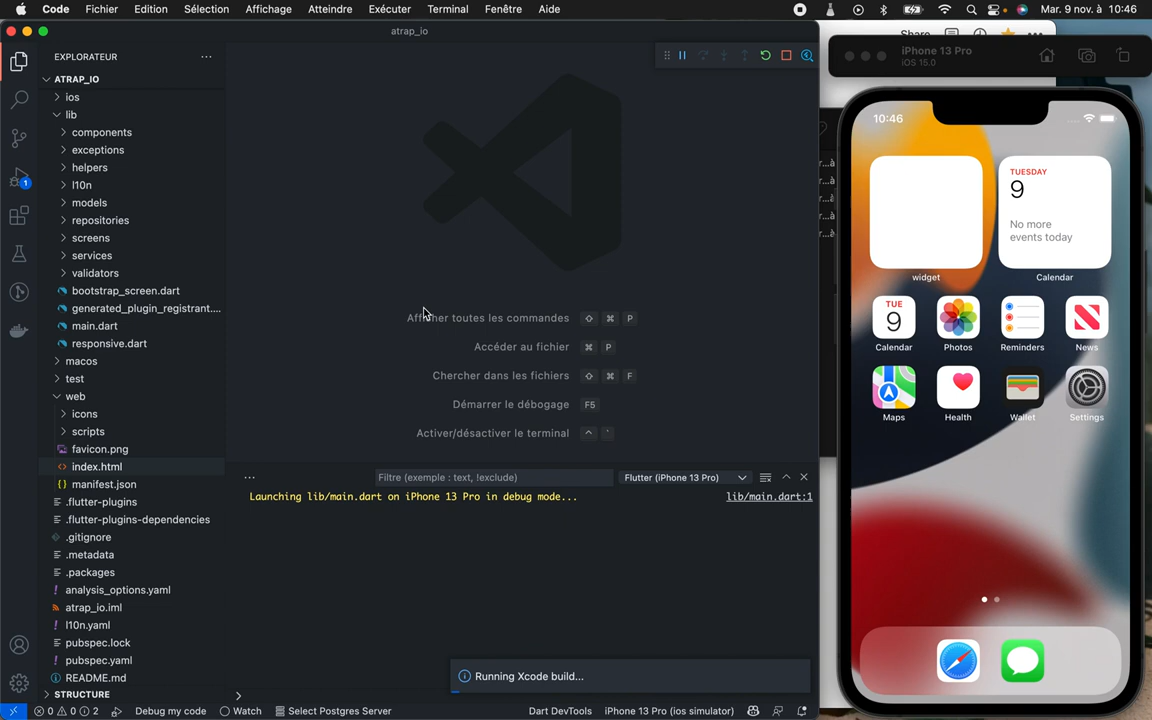 Code Fichier Edition Sélection Affichage Atteindre Exécuter Terminal Fenêtre Aide Mar. 9 nov. à 10:46
atrap_io
Share
iPhone 13 Pro
iOS 15.0
EXPLORATEUR
ATRAP_IO
ios
lib
components
exceptions
helpers
l10n
models
repositories
screens
services
validators
bootstrap_screen.dart
generated_plugin_registrant....
main.dart
responsive.dart
macos
test
web
icons
scripts
favicon.png
index.html
manifest.json
.flutter-plugins
.flutter-plugins-dependencies
.gitignore
.metadata
.packages
analysis_options.yaml
atrap_io.iml
l10n.yaml
pubspec.lock
pubspec.yaml
README.md
STRUCTURE
1
Afficher toutes les commandes ⇧ ⌘ P
Accéder au fichier ⌘ P
Chercher dans les fichiers ⇧ ⌘ F
Démarrer le débogage F5
Activer/désactiver le terminal ^ `
Filtre (exemple : text, !exclude) Flutter (iPhone 13 Pro)
Launching lib/main.dart on iPhone 13 Pro in debug mode... lib/main.dart:1
Running Xcode build...
0 0 2 Debug my code Watch Select Postgres Server Dart DevTools iPhone 13 Pro (ios simulator)
r...à
r...à
r...à
...à
r...à
10:46
TUESDAY
9
No more
events today
widget Calendar
TUE
9
Calendar Photos Reminders News
Maps Health Wallet Settings